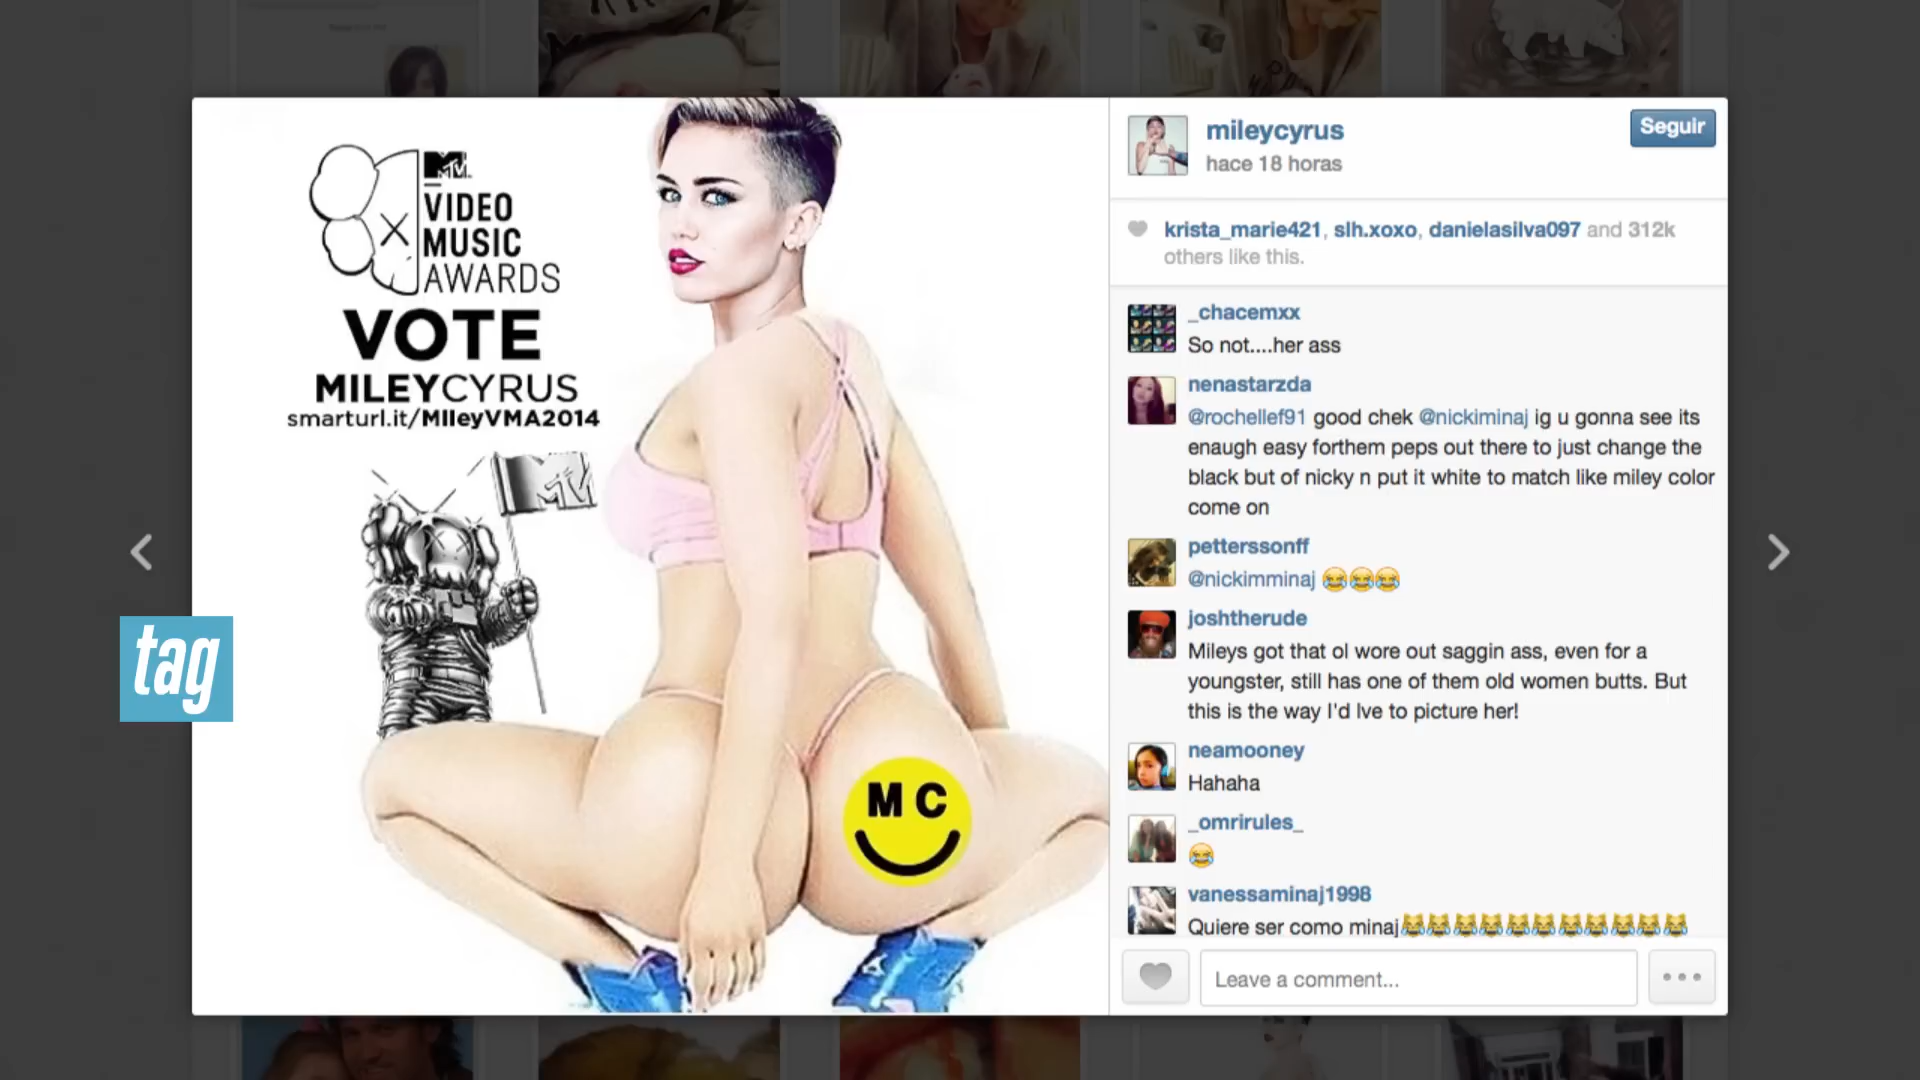 MTV
VIDEO
MUSIC
AWARDS
VOTE
MILEYCYRUS
smarturl.it/MIleyVMA2014
MTV
tag
M C
mileycyrus
hace 18 horas
Seguir
krista_marie421, slh.xoxo, danielasilva097 and 312k
others like this.
_chacemxx
So not....her ass
nenastarzda
@rochellef91 good chek @nickiminaj ig u gonna see its
enaugh easy forthem peps out there to just change the
black but of nicky n put it white to match like miley color
come on
petterssonff
@nickimminaj 😂😂😂
joshtherude
Mileys got that ol wore out saggin ass, even for a
youngster, still has one of them old women butts. But
this is the way I'd lve to picture her!
neamooney
Hahaha
_omrirules_
😂
vanessaminaj1998
Quiere ser como minaj😹😹😹😹😹😹😹😹😹😹😹
Leave a comment...